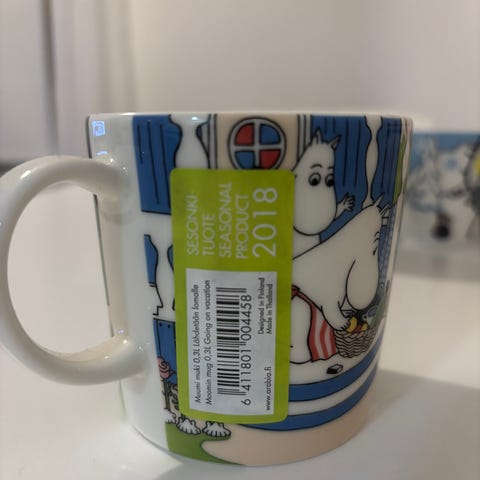 SESONKI-
TUOTE
SEASONAL
PRODUCT
2018
Muumi muki 0,3L Lähdetään lomalle
Moomin mug 0,3L Going on vacation
6 411801 004458
Designed in Finland
Made in Thailand
www.arabia.fi